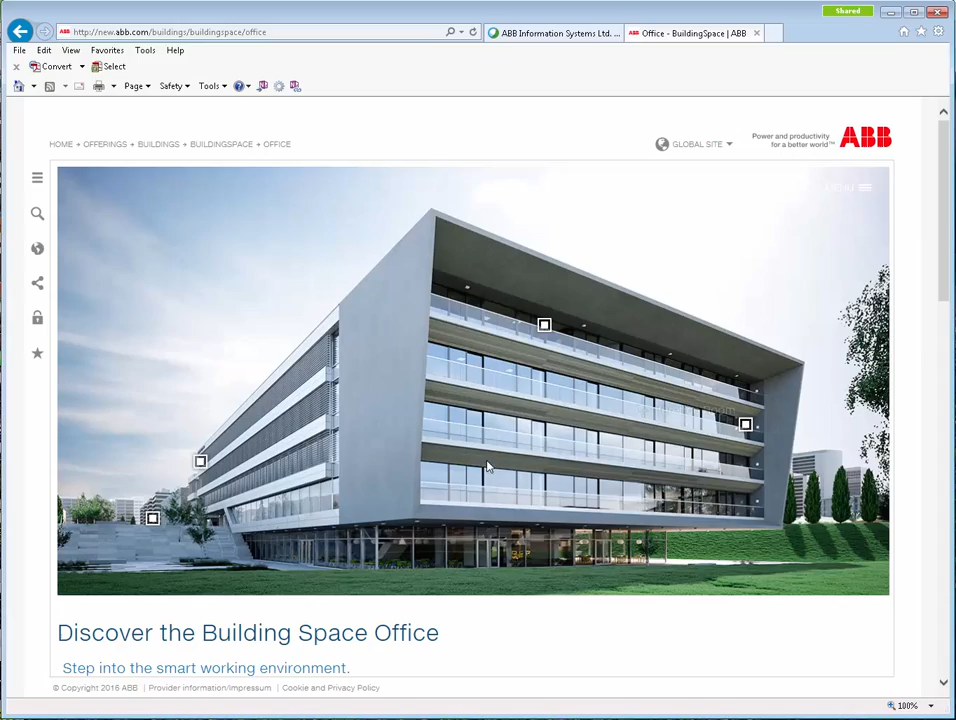 Shared
http://new.abb.com/buildings/buildingspace/office
ABB Information Systems Ltd. ...
ABB Office - BuildingSpace | ABB
File Edit View Favorites Tools Help
Convert Select
Page Safety Tools
HOME + OFFERINGS + BUILDINGS + BUILDINGSPACE + OFFICE
GLOBAL SITE
Power and productivity
for a better world™
ABB
MENU
Discover the Building Space Office
Step into the smart working environment.
© Copyright 2016 ABB | Provider information/Impressum | Cookie and Privacy Policy
100%